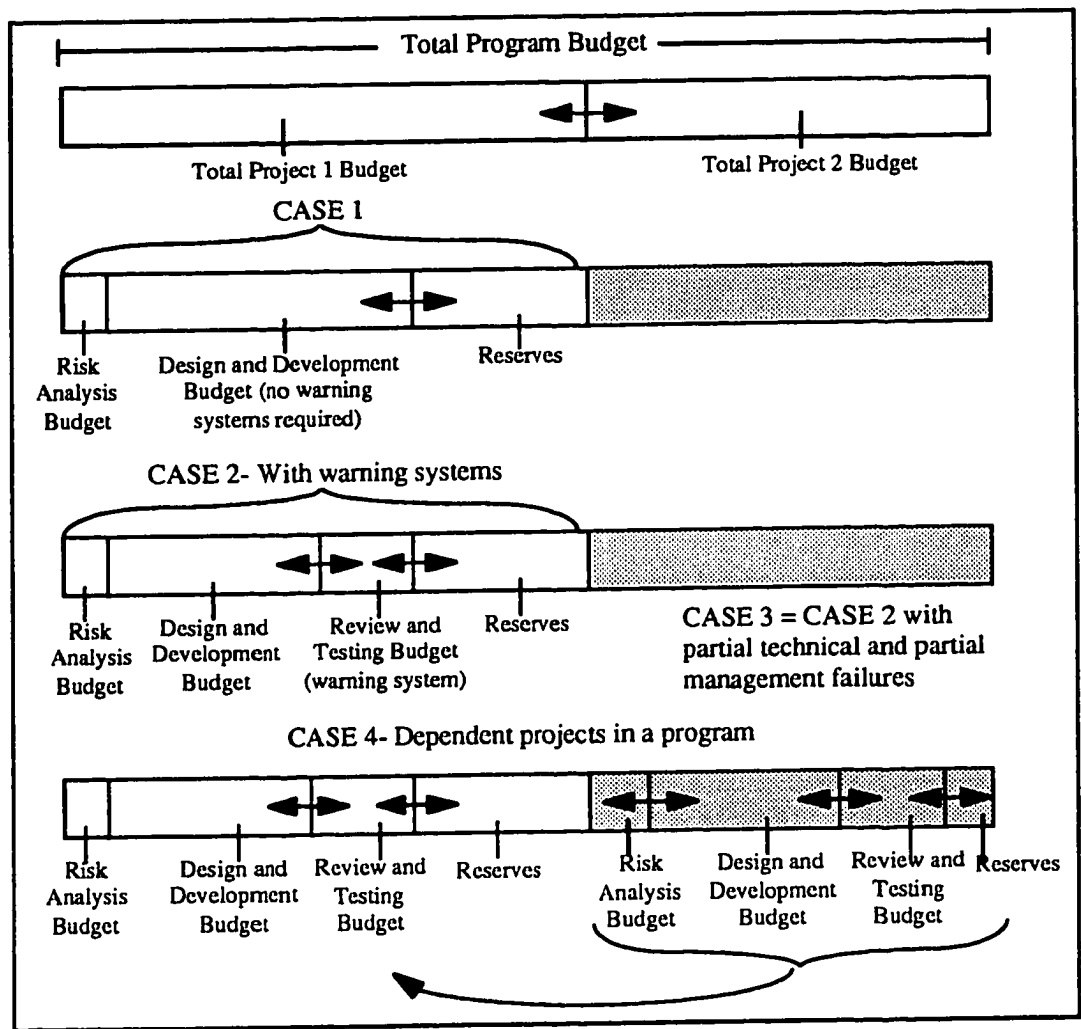 Total Program Budget
Total Project 1 Budget
Total Project 2 Budget
CASE 1
Risk
Analysis
Budget
Design and Development
Budget (no warning
systems required)
Reserves
CASE 2- With warning systems
Risk
Analysis
Budget
Design and
Development
Budget
Review and
Testing Budget
(warning system)
Reserves
CASE 3 = CASE 2 with
partial technical and partial
management failures
CASE 4- Dependent projects in a program
Risk
Analysis
Budget
Design and
Development
Budget
Review and
Testing
Budget
Reserves
Risk
Analysis
Budget
Design and
Development
Budget
Review and
Testing
Budget
Reserves